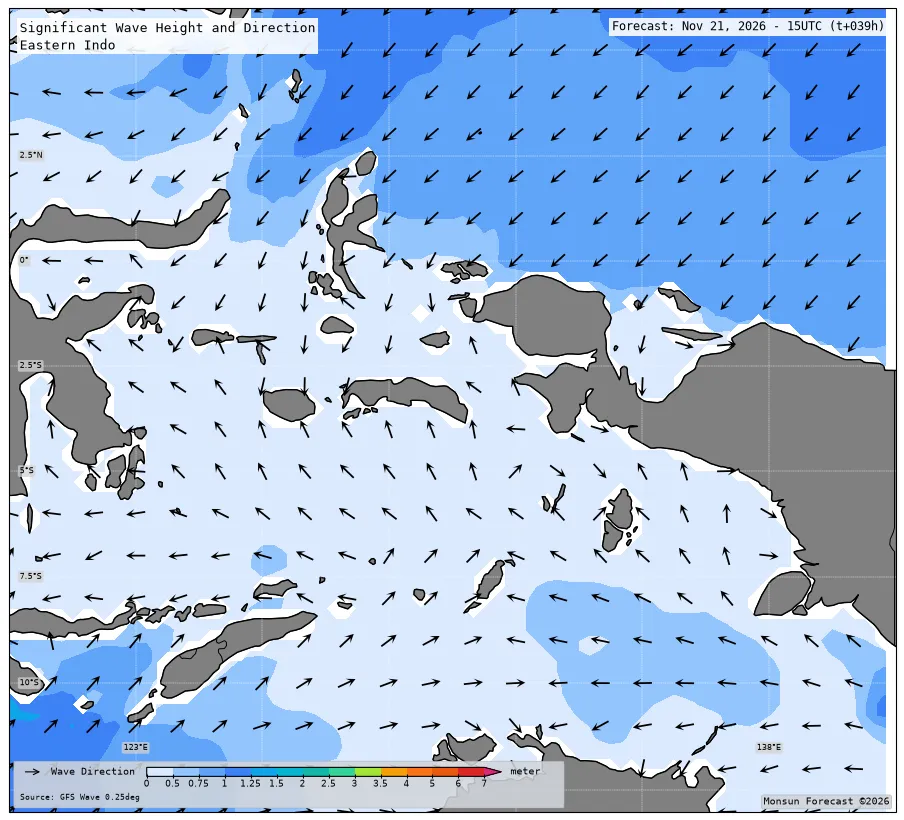 Significant Wave Height and Direction
Eastern Indo
Forecast: Nov 21, 2026 - 15UTC (t+039h)
2.5°N
0°
2.5°S
5°S
7.5°S
10°S
123°E
138°E
Wave Direction
meter
0 0.5 0.75 1 1.25 1.5 2 2.5 3 3.5 4 5 6 7
Source: GFS Wave 0.25deg
Monsun Forecast ©2026